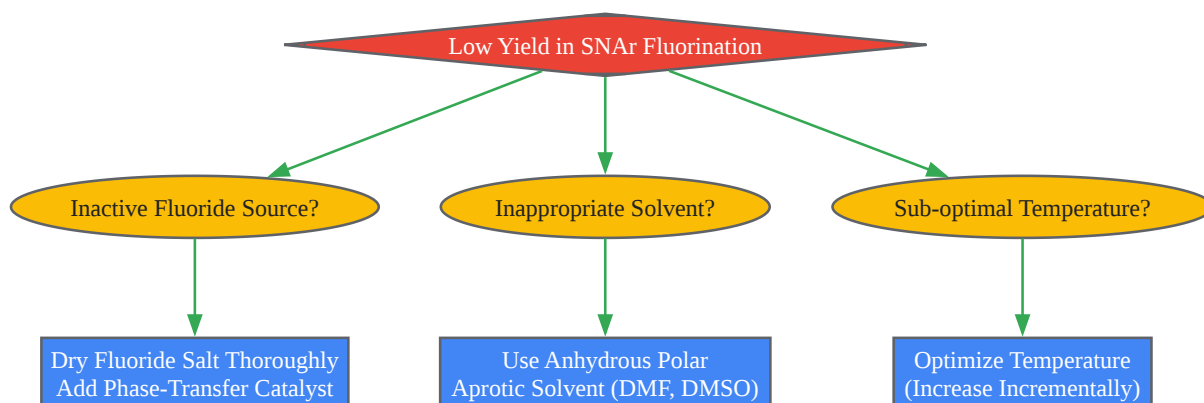 Low Yield in SNAr Fluorination
Inactive Fluoride Source?
Inappropriate Solvent?
Sub-optimal Temperature?
Dry Fluoride Salt Thoroughly
Add Phase-Transfer Catalyst
Use Anhydrous Polar
Aprotic Solvent (DMF, DMSO)
Optimize Temperature
(Increase Incrementally)